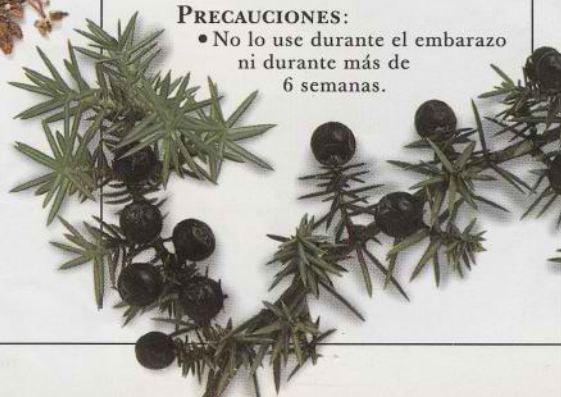 PRECAUCIONES:
• No lo use durante el embarazo
ni durante más de
6 semanas.